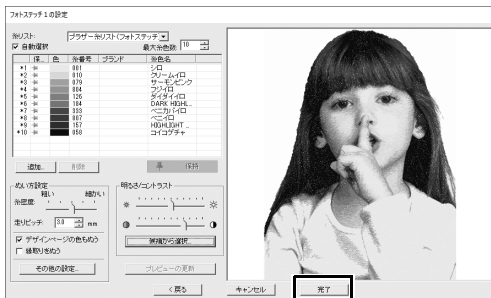 フォトステッチ1の設定
糸リスト: ブラザー糸リスト(フォトステッチ
自動選択 最大糸色数: 10
保... 色 糸番号 ブランド 糸色名
*1 001 シロ
*2 010 クリームイロ
*3 079 サーモンピンク
*4 004 フジイロ
*5 126 ダイダイイロ
*6 184 DARK HIGHL..
*7 333 ベニカバイロ
*8 007 ベニイロ
*9 157 HIGHLIGHT ..
*10 058 コイコゲチャ
追加... 削除 保持
ぬい方設定
粗い 細かい
糸密度:
走りピッチ: 3.0 mm
デザインページの色もぬう
縁取りをぬう
その他の設定...
明るさ/コントラスト
候補から選択...
プレビューの更新
< 戻る キャンセル 完了